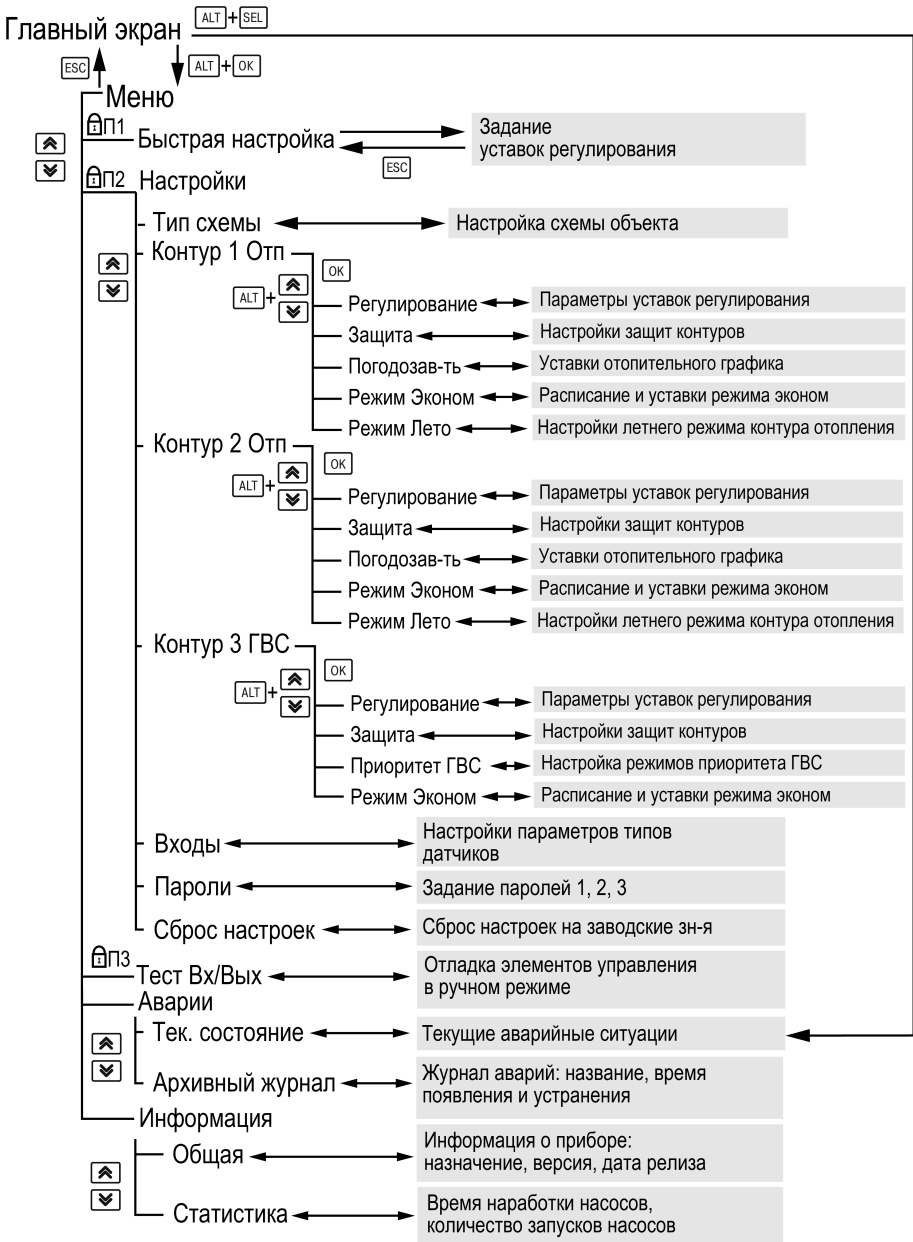 ALT + SEL
Главный экран
ESC
ALT + OK
Меню
П1
Быстрая настройка
Задание
уставок регулирования
ESC
П2
Настройки
Тип схемы
Настройка схемы объекта
Контур 1 Отп
OK
ALT +
Регулирование
Параметры уставок регулирования
Защита
Настройки защит контуров
Погодозав-ть
Уставки отопительного графика
Режим Эконом
Расписание и уставки режима эконом
Режим Лето
Настройки летнего режима контура отопления
Контур 2 Отп
OK
ALT +
Регулирование
Параметры уставок регулирования
Защита
Настройки защит контуров
Погодозав-ть
Уставки отопительного графика
Режим Эконом
Расписание и уставки режима эконом
Режим Лето
Настройки летнего режима контура отопления
Контур 3 ГВС
OK
ALT +
Регулирование
Параметры уставок регулирования
Защита
Настройки защит контуров
Приоритет ГВС
Настройка режимов приоритета ГВС
Режим Эконом
Расписание и уставки режима эконом
Входы
Настройки параметров типов
датчиков
Пароли
Задание паролей 1, 2, 3
Сброс настроек
Сброс настроек на заводские зн-я
П3
Тест Вх/Вых
Отладка элементов управления
в ручном режиме
Аварии
Тек. состояние
Текущие аварийные ситуации
Архивный журнал
Журнал аварий: название, время
появления и устранения
Информация
Общая
Информация о приборе:
назначение, версия, дата релиза
Статистика
Время наработки насосов,
количество запусков насосов